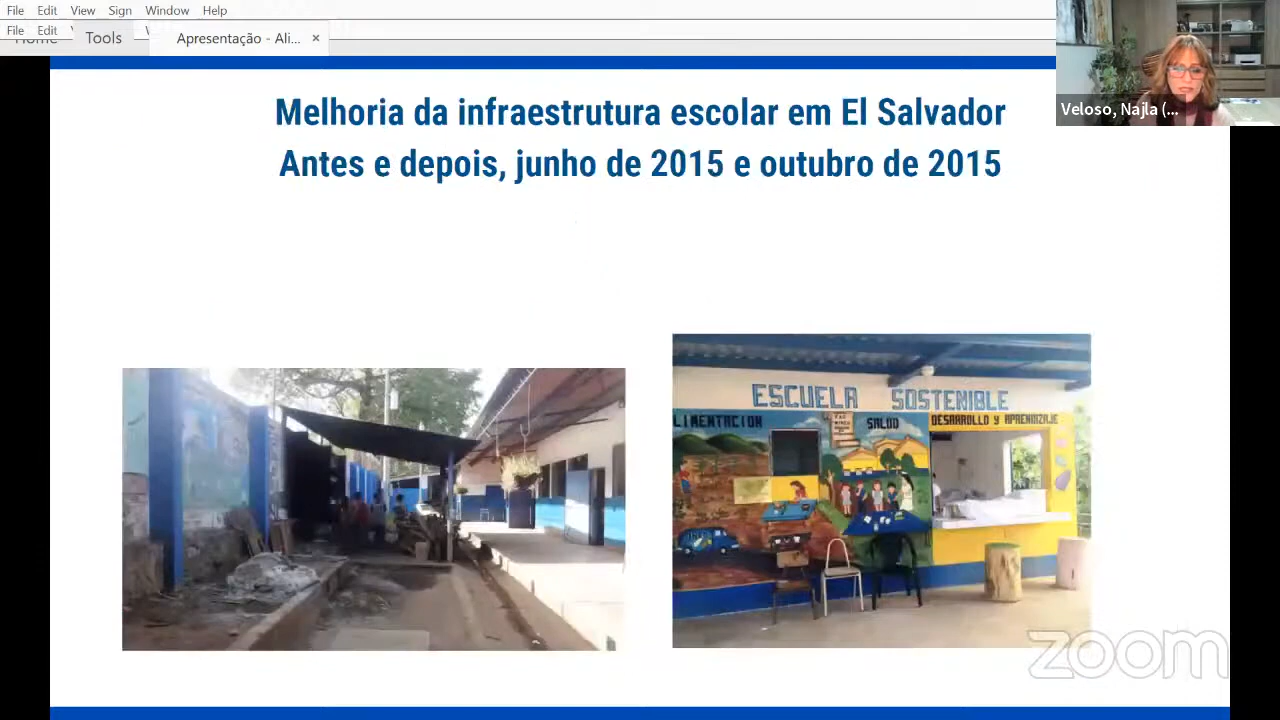 File Edit View Sign Window Help
File Edit
Home Tools Apresentação - Ali... ×
Veloso, Najla (...
Melhoria da infraestrutura escolar em El Salvador
Antes e depois, junho de 2015 e outubro de 2015
ESCUELA SOSTENIBLE
LIMENTACION SALUD DESARROLLO y APRENDIZAJE
zoom